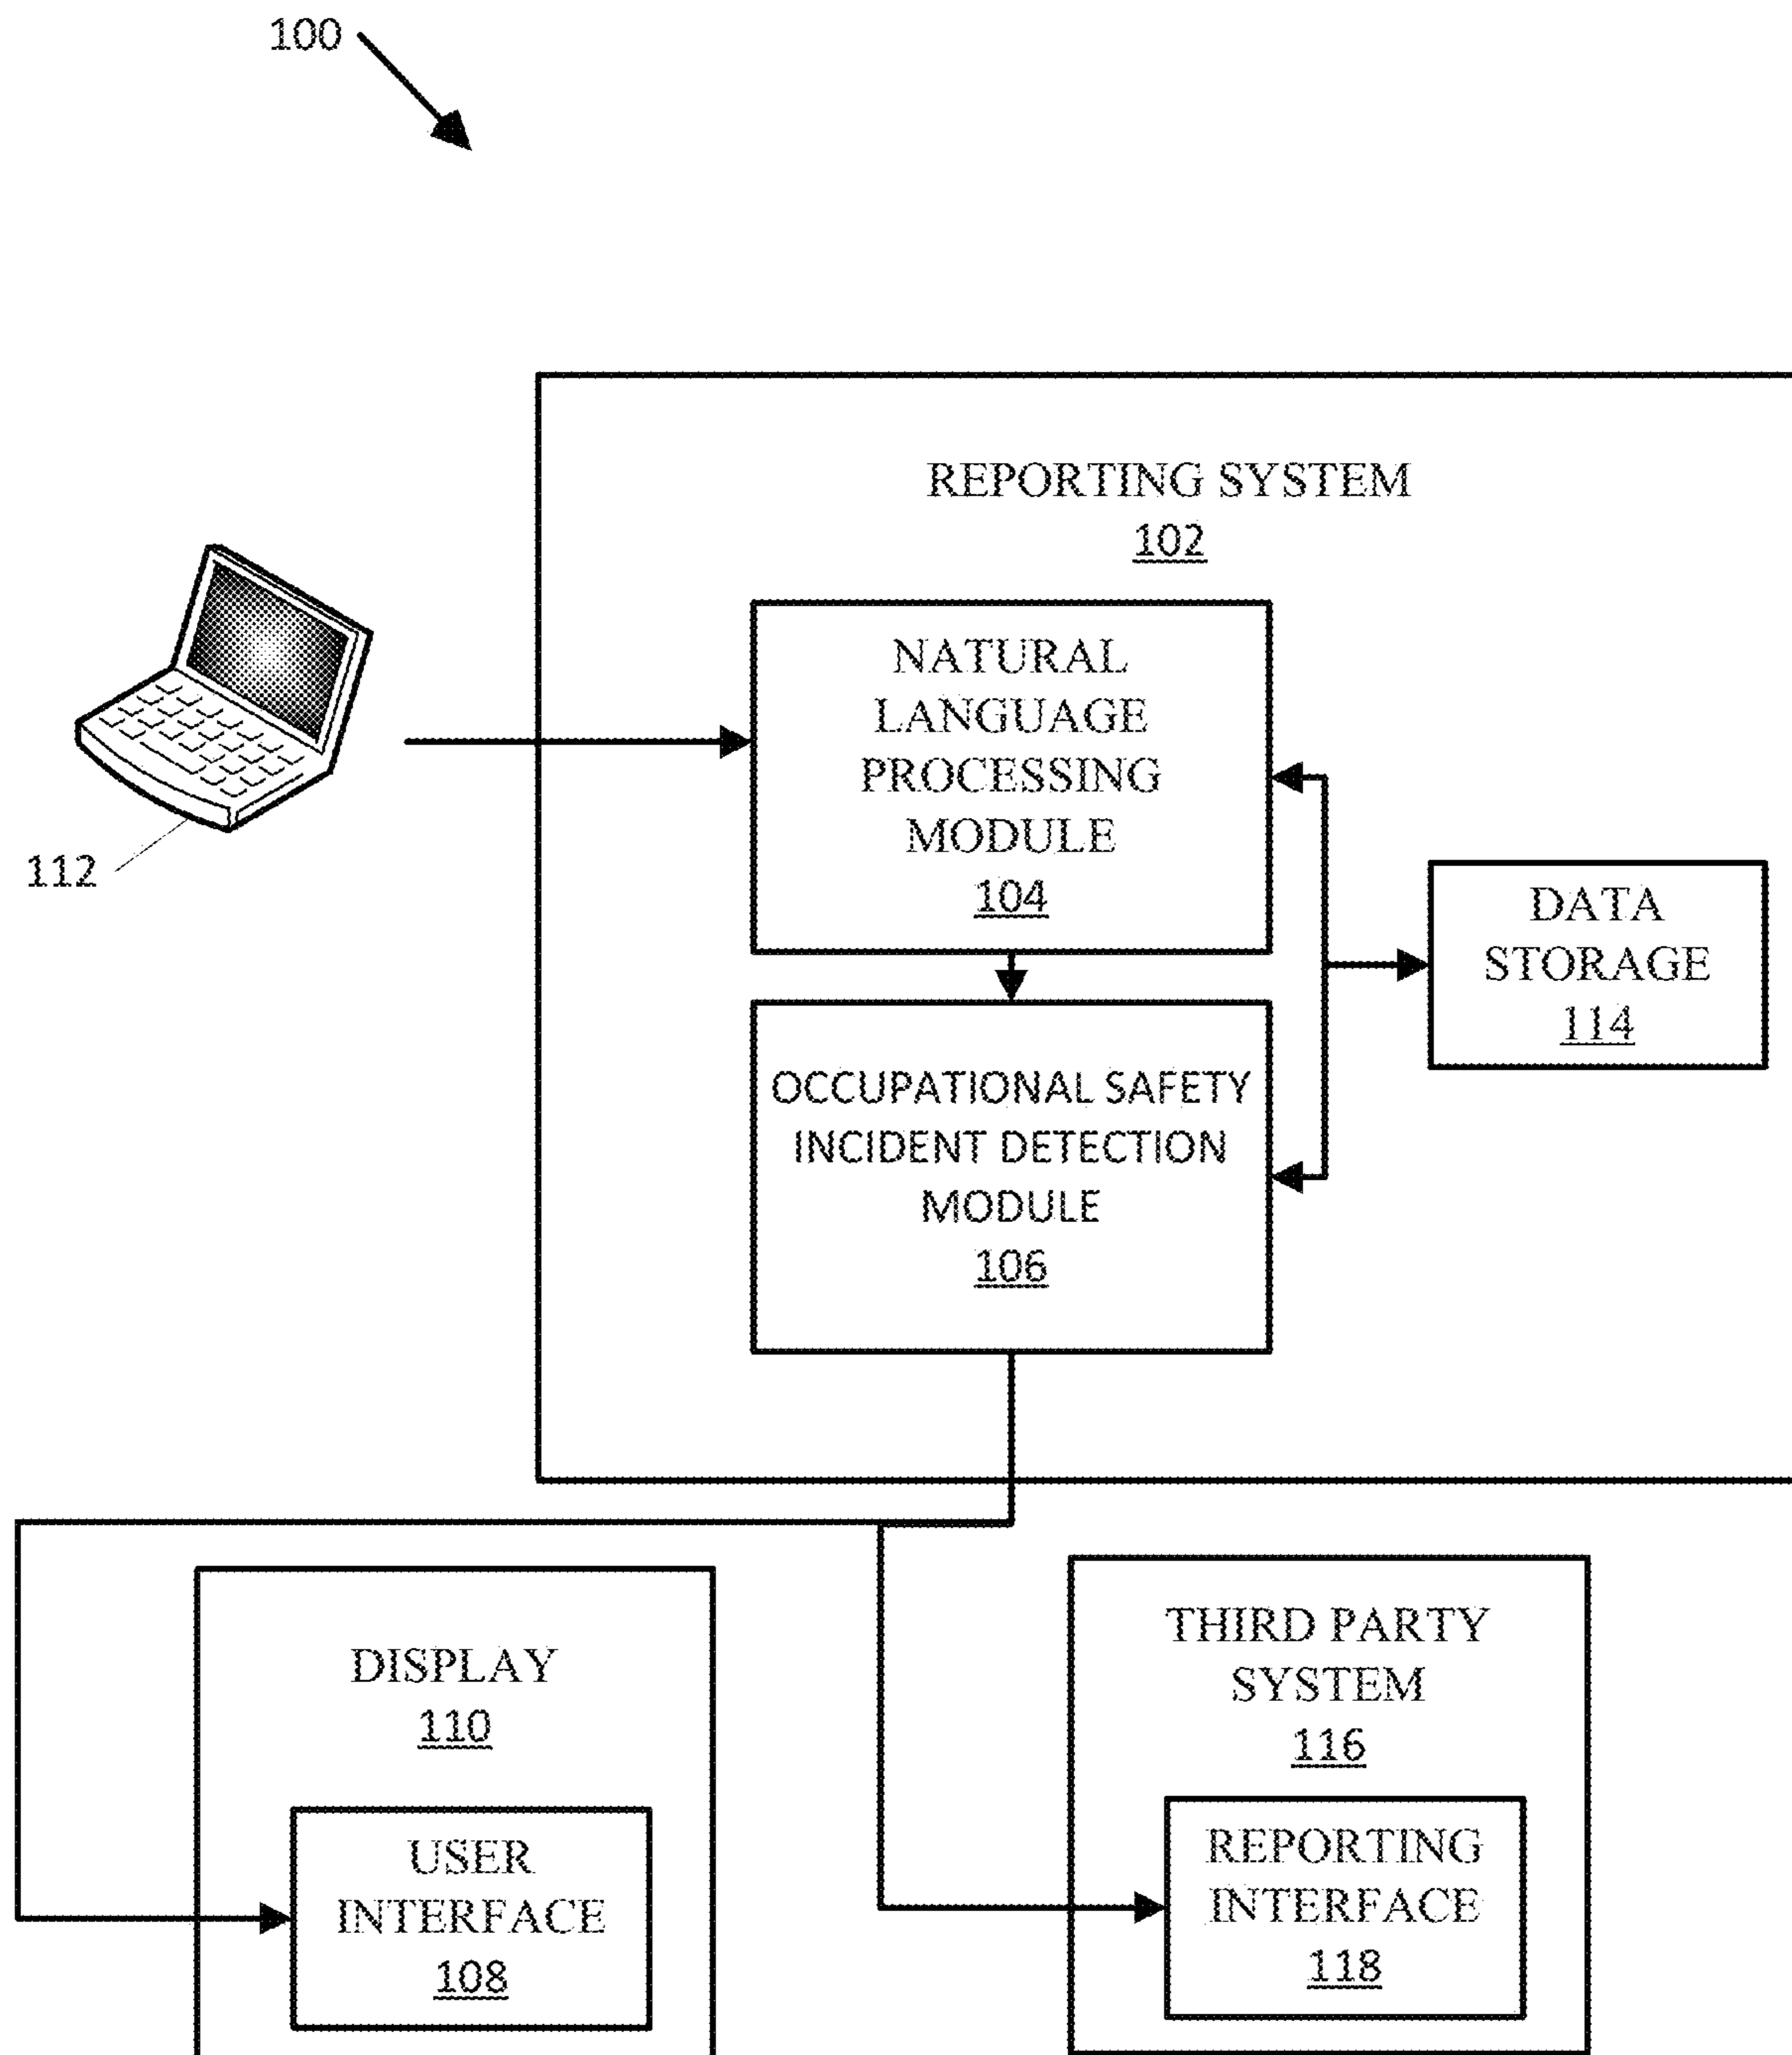 100
REPORTING SYSTEM
102
NATURAL
LANGUAGE
PROCESSING
MODULE
104
112
DATA
STORAGE
114
OCCUPATIONAL SAFETY
INCIDENT DETECTION
MODULE
106
DISPLAY
110
USER
INTERFACE
108
THIRD PARTY
SYSTEM
116
REPORTING
INTERFACE
118